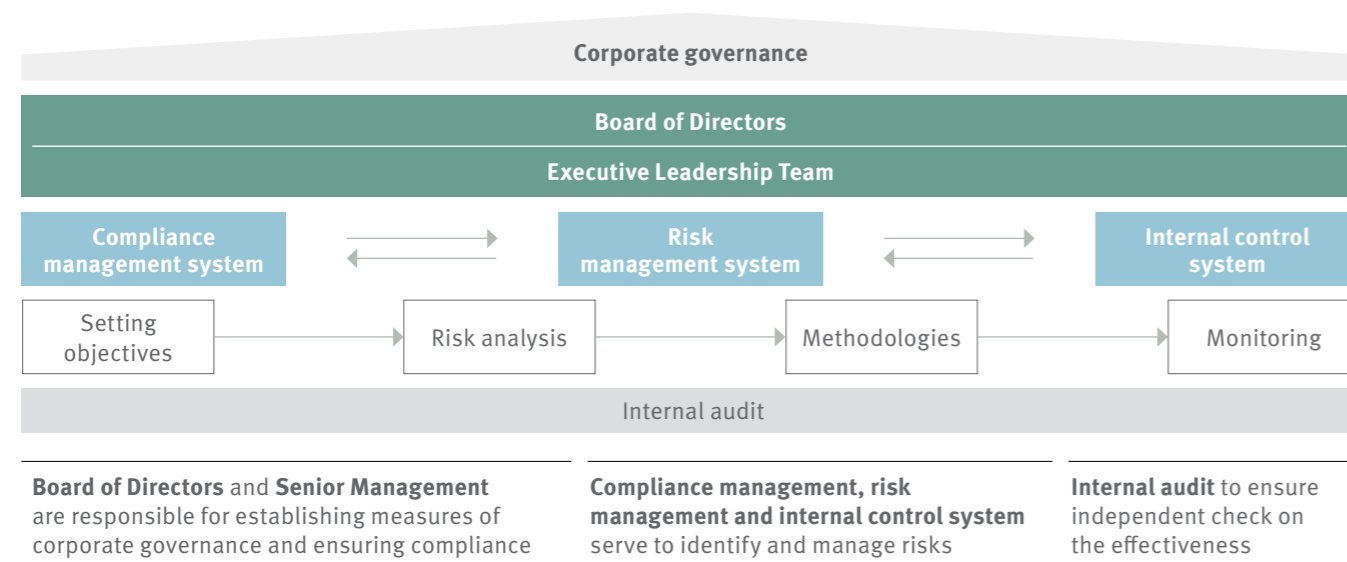 Corporate governance
Board of Directors
Executive Leadership Team
Compliance
management system
Risk
management system
Internal control
system
Setting
objectives
Risk analysis
Methodologies
Monitoring
Internal audit
Board of Directors and Senior Management
are responsible for establishing measures of
corporate governance and ensuring compliance
Compliance management, risk
management and internal control system
serve to identify and manage risks
Internal audit to ensure
independent check on
the effectiveness